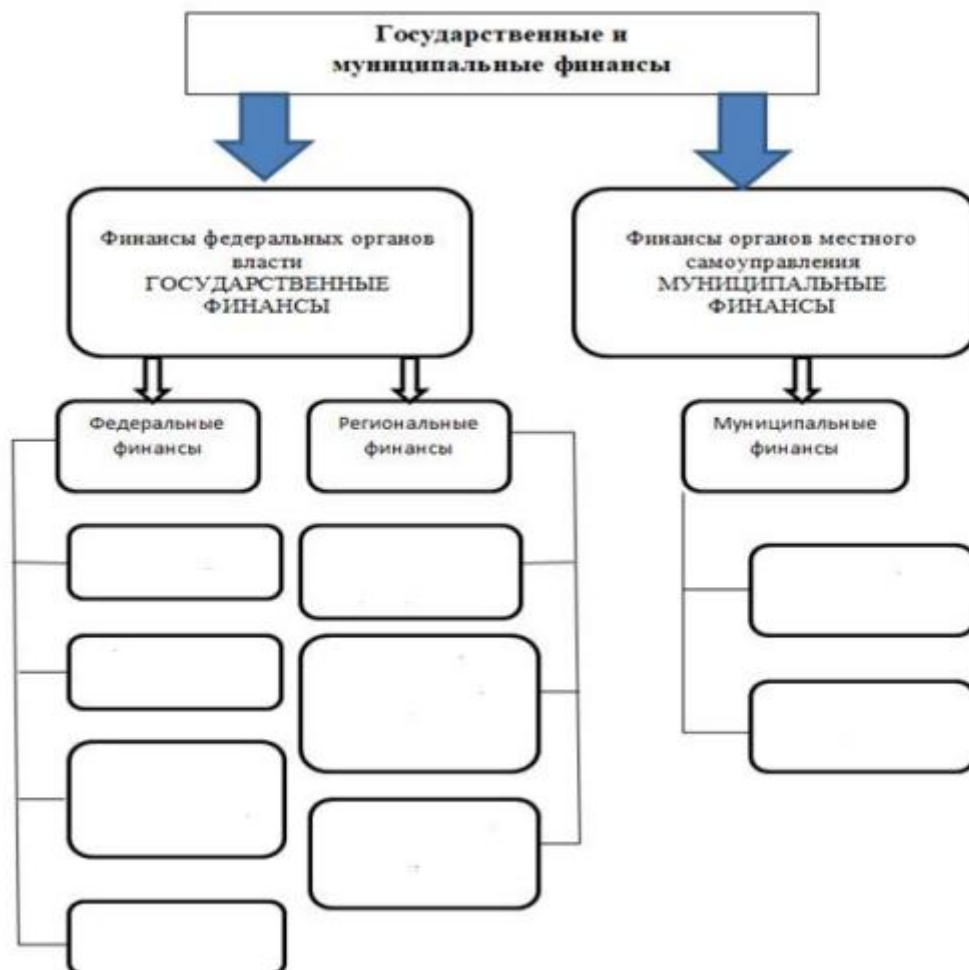 Государственные и
муниципальные финансы
Финансы федеральных органов
власти
ГОСУДАРСТВЕННЫЕ
ФИНАНСЫ
Финансы органов местного
самоуправления
МУНИЦИПАЛЬНЫЕ
ФИНАНСЫ
Федеральные
финансы
Региональные
финансы
Муниципальные
финансы